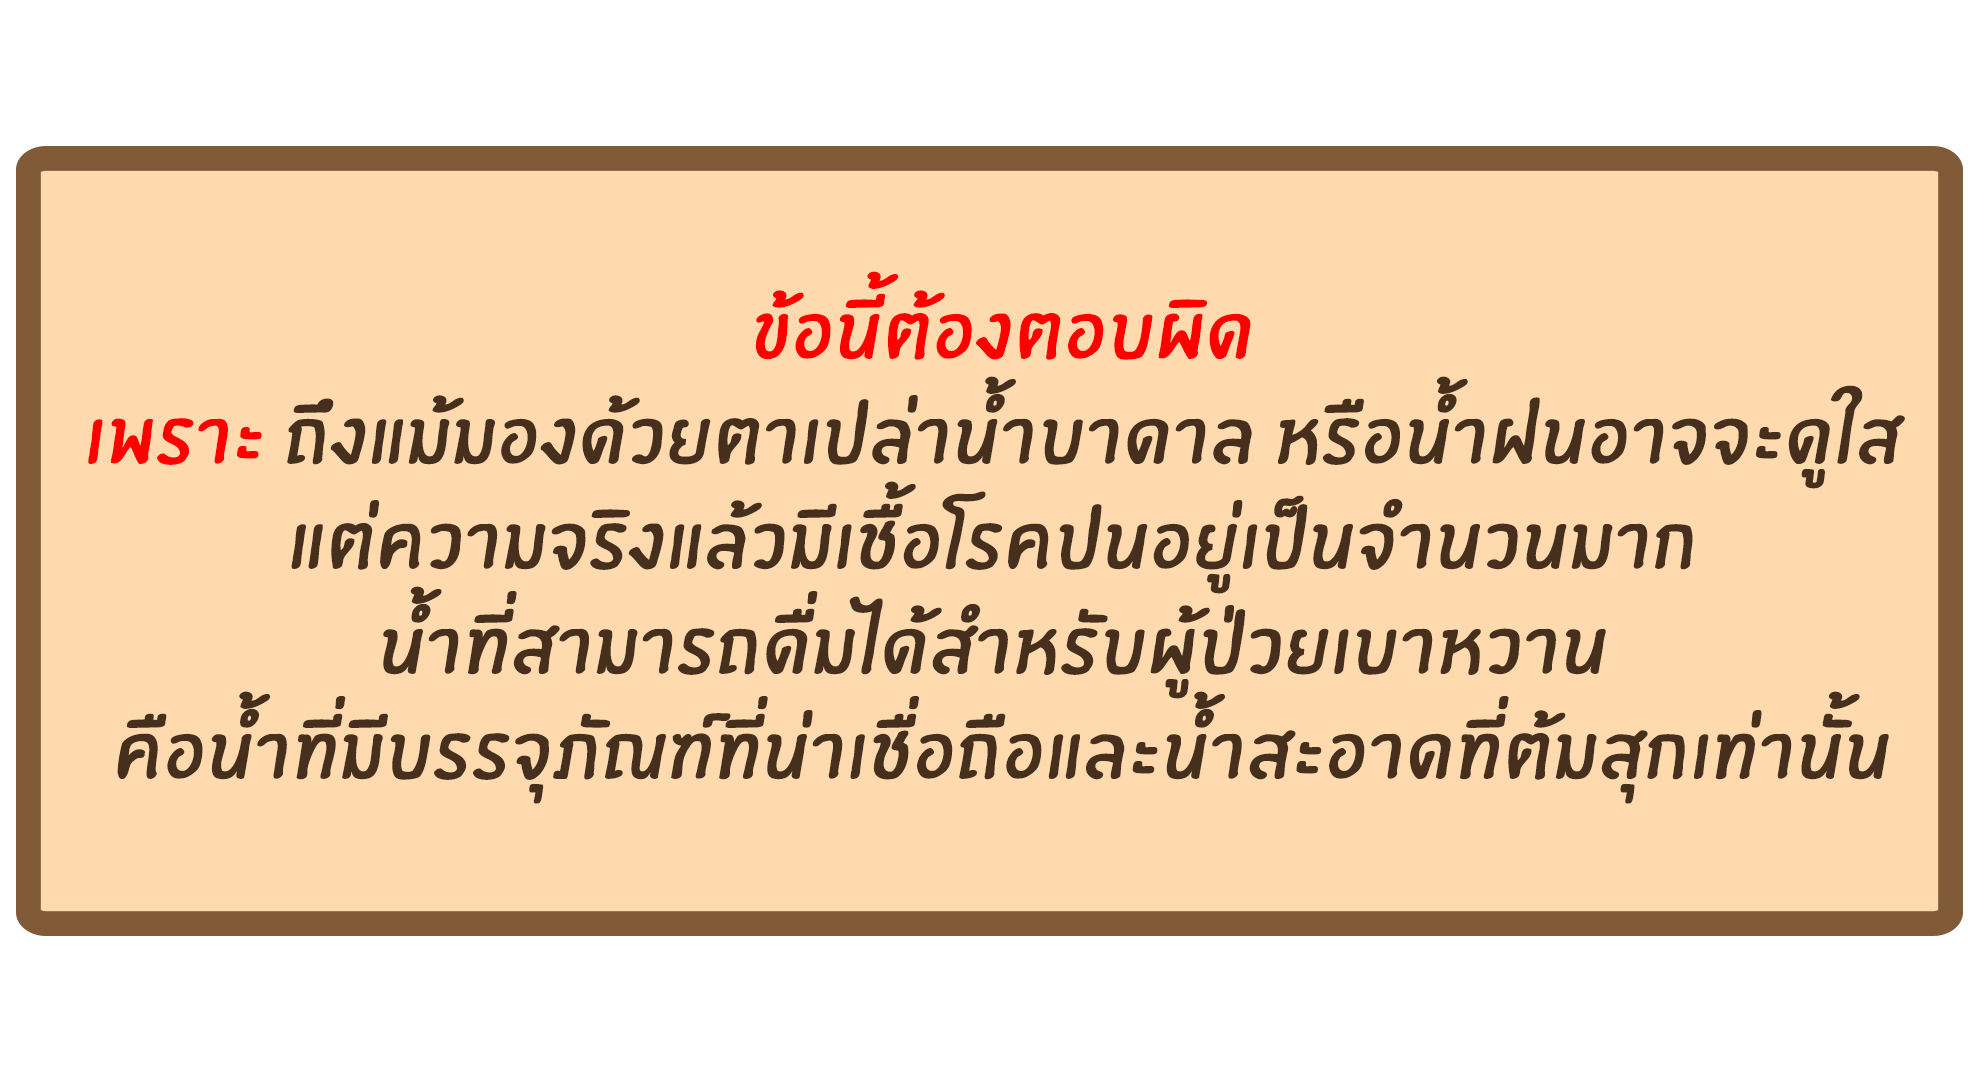 ข้อนี้ต้องตอบผิด
เพราะ ถึงแม้มองด้วยตาเปล่าน้ำบาดาล หรือน้ำฝนอาจจะดูใส
แต่ความจริงแล้วมีเชื้อโรคปนอยู่เป็นจำนวนมาก
น้ำที่สามารถดื่มได้สำหรับผู้ป่วยเบาหวาน
คือน้ำที่มีบรรจุภัณฑ์ที่น่าเชื่อถือและน้ำสะอาดที่ต้มสุกเท่านั้น